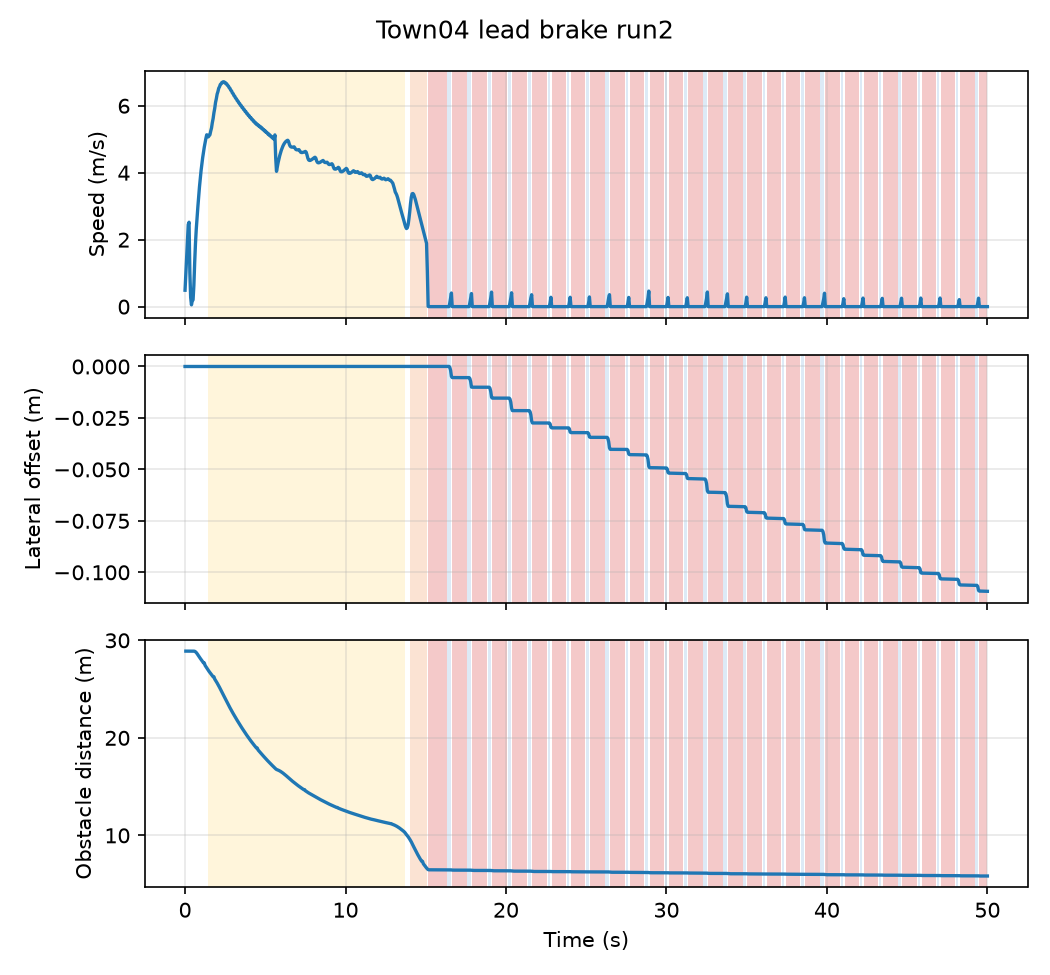 Town04 lead brake run2
Speed (m/s)
6
4
2
0
Lateral offset (m)
0.000
−0.025
−0.050
−0.075
−0.100
Obstacle distance (m)
30
20
10
0 10 20 30 40 50
Time (s)